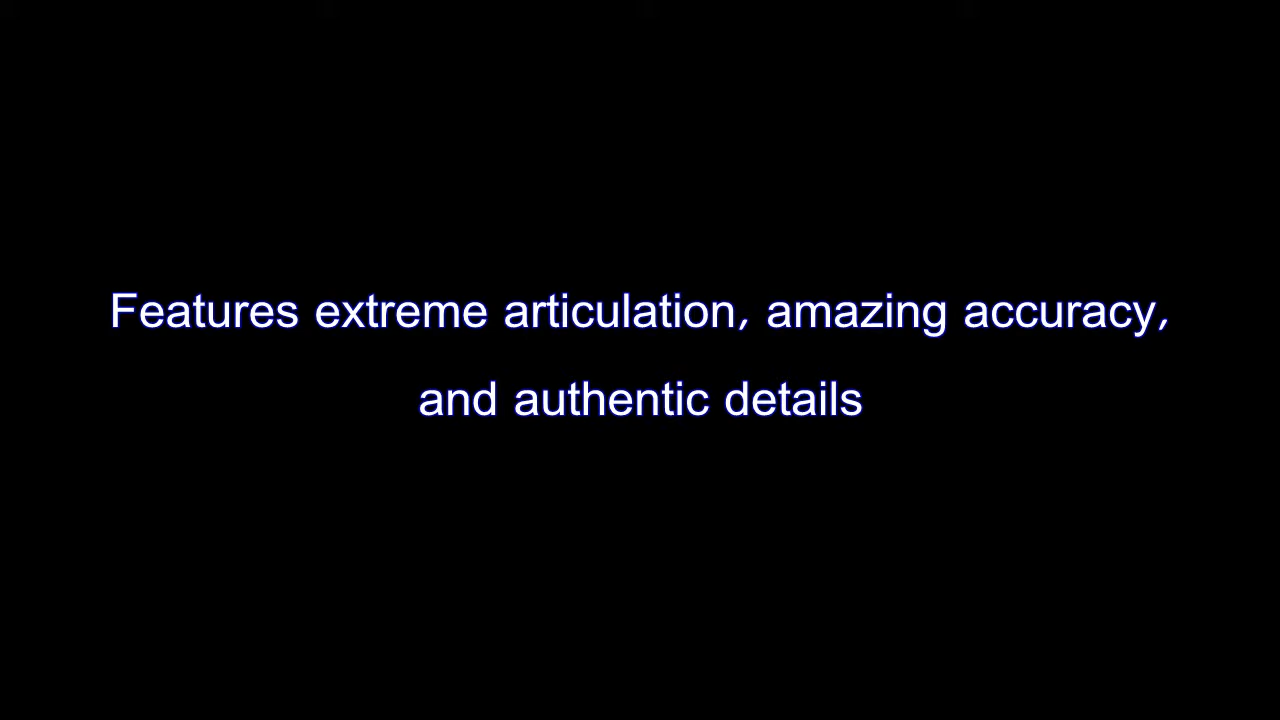 Features extreme articulation, amazing accuracy,
and authentic details